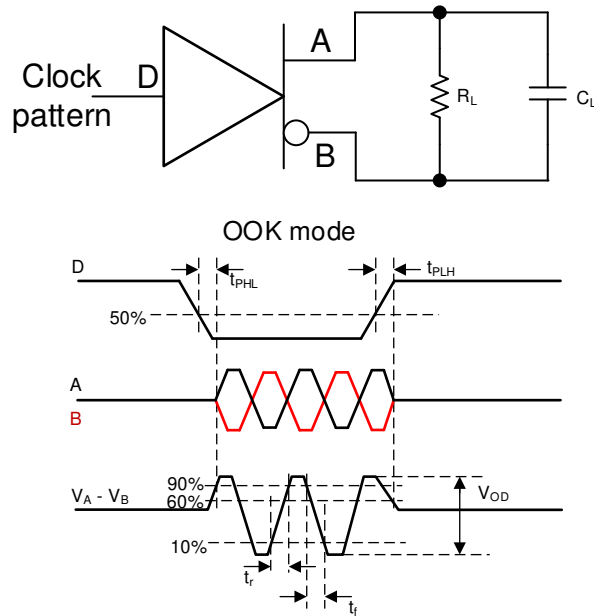 A
Clock
pattern
D
B
RL
CL
OOK mode
D
tPHL
tPLH
50%
A
B
90%
VA - VB
60%
VOD
10%
tr
tf